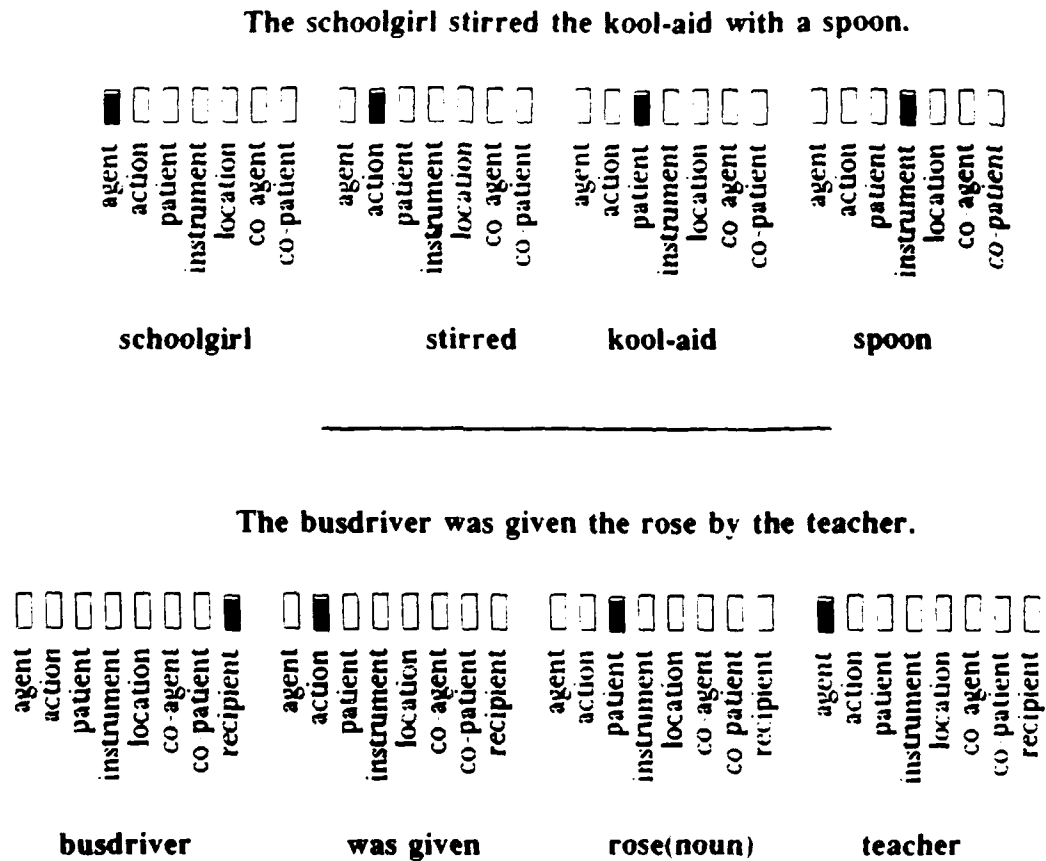 The schoolgirl stirred the kool-aid with a spoon.
agent action patient instrument location co agent co-patient
agent action patient instrument location co agent co-patient
agent action patient instrument location co agent co-patient
agent action patient instrument location co-agent co-patient
schoolgirl stirred kool-aid spoon
The busdriver was given the rose by the teacher.
agent action patient instrument location co-agent co patient recipient
agent action patient instrument location co-agent co-patient recipient
agent action patient instrument location co-agent co patient recipient
agent action patient instrument location co agent co patient recipient
busdriver was given rose(noun) teacher